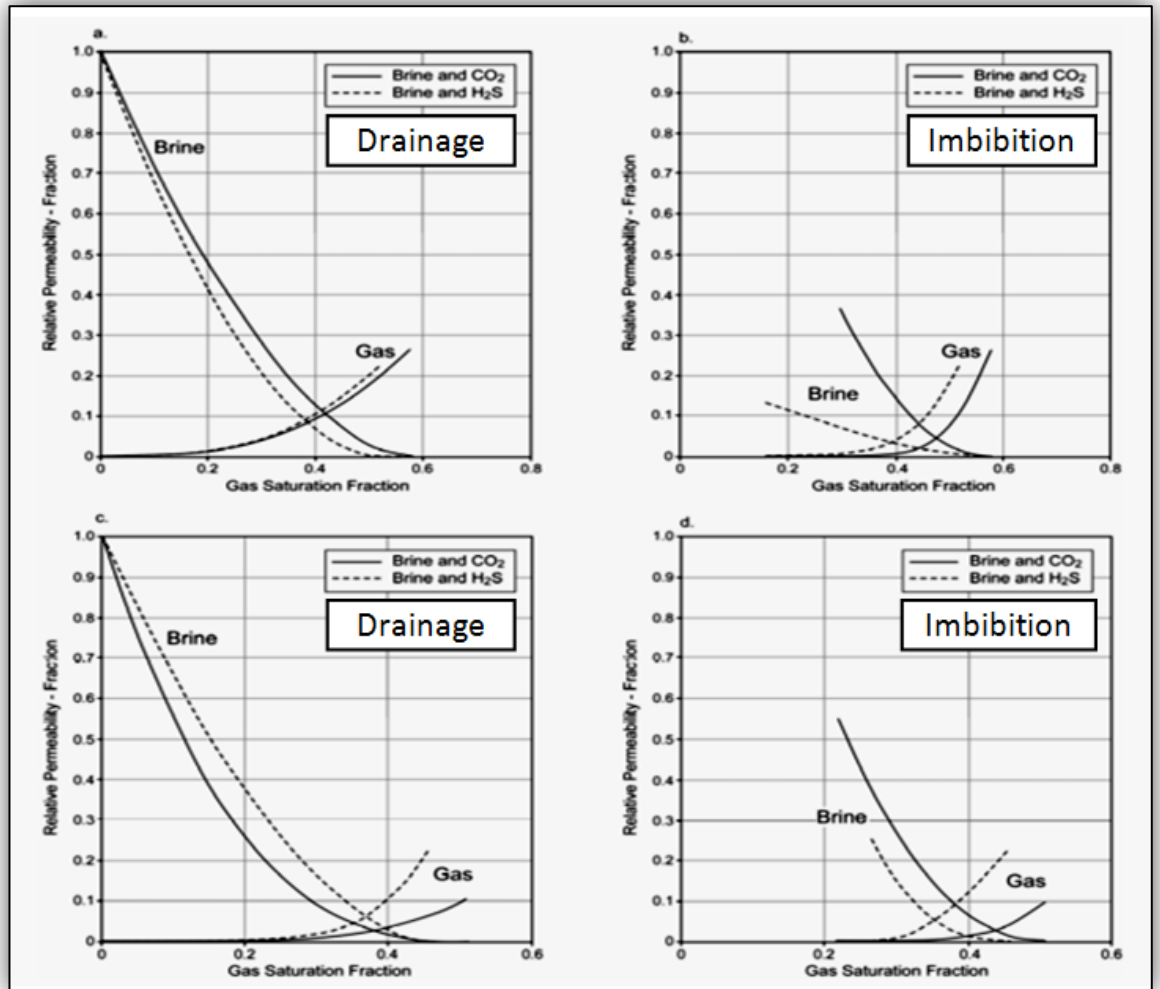 a.
Relative Permeability - Fraction
1.0
0.9
0.8
0.7
0.6
0.5
0.4
0.3
0.2
0.1
0
Brine and CO₂
Brine and H₂S
Drainage
Brine
Gas
0 0.2 0.4 0.6 0.8
Gas Saturation Fraction
b.
Relative Permeability - Fraction
1.0
0.9
0.8
0.7
0.6
0.5
0.4
0.3
0.2
0.1
0
Brine and CO₂
Brine and H₂S
Imbibition
Gas
Brine
0 0.2 0.4 0.6 0.8
Gas Saturation Fraction
c.
Relative Permeability - Fraction
1.0
0.9
0.8
0.7
0.6
0.5
0.4
0.3
0.2
0.1
0
Brine and CO₂
Brine and H₂S
Drainage
Brine
Gas
0 0.2 0.4 0.6
Gas Saturation Fraction
d.
Relative Permeability - Fraction
1.0
0.9
0.8
0.7
0.6
0.5
0.4
0.3
0.2
0.1
0
Brine and CO₂
Brine and H₂S
Imbibition
Brine
Gas
0 0.2 0.4 0.6
Gas Saturation Fraction